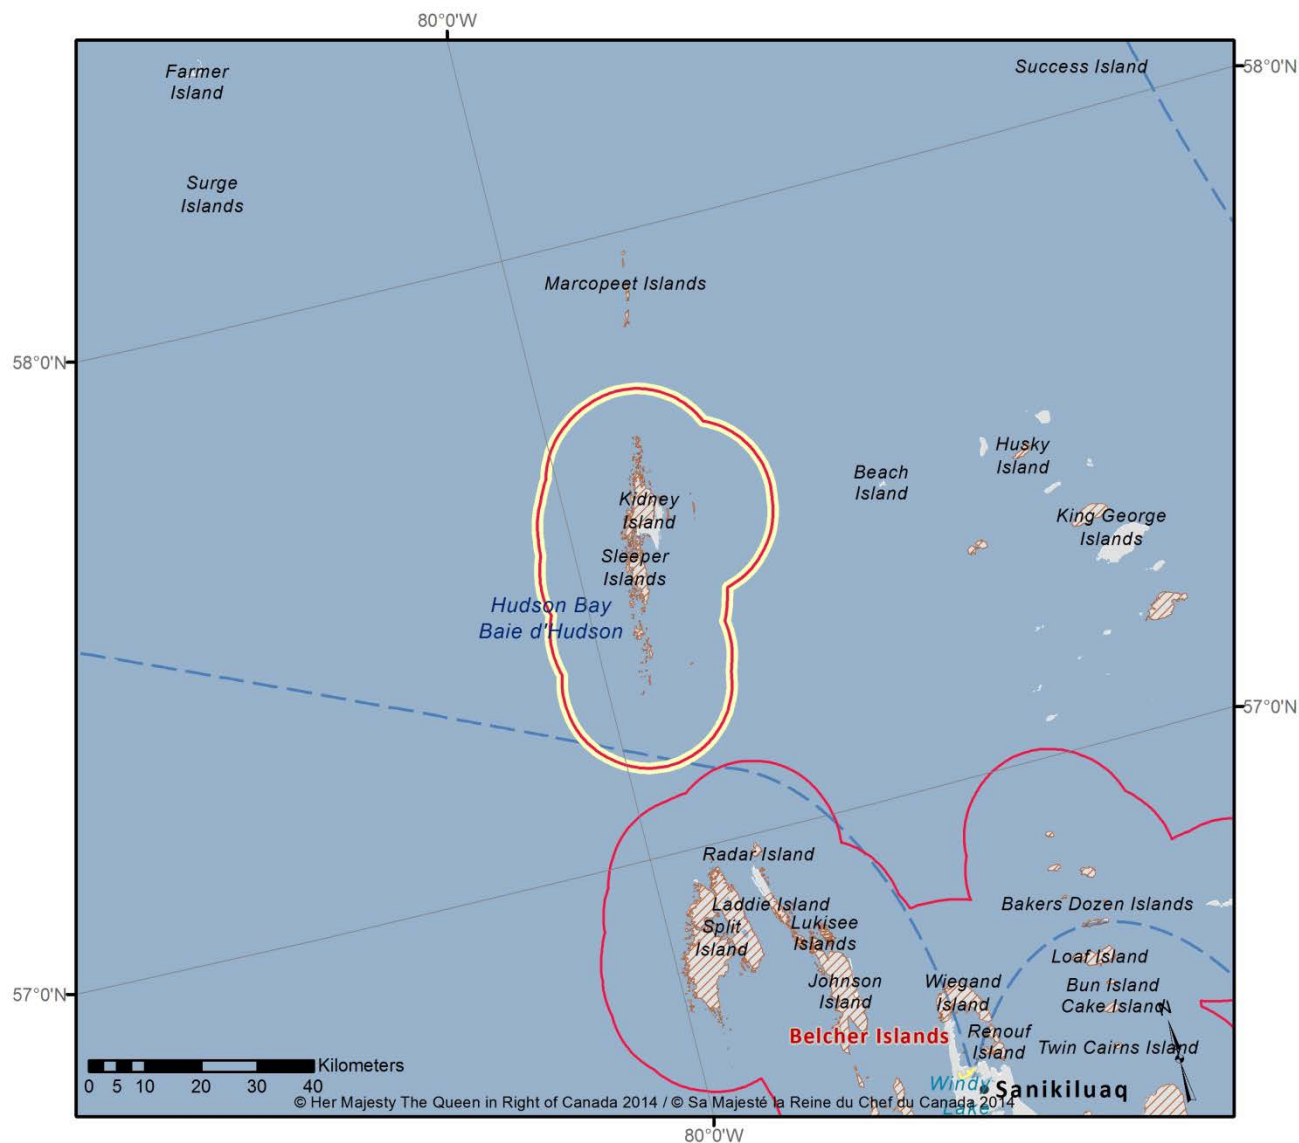 80°0'W
Farmer
Island
Success Island
58°0'N
Surge
Islands
Marcopeet Islands
58°0'N
Husky
Island
Beach
Island
Kidney
Island
King George
Islands
Sleeper
Islands
Hudson Bay
Baie d'Hudson
57°0'N
Radar Island
Laddie Island
Bakers Dozen Islands
Split
Island
Lukisee
Islands
Loaf Island
Johnson
Island
Wiegand
Island
Bun Island
Cake Island
57°0'N
Renouf
Island
Belcher Islands
Twin Cairns Island
Kilometers
0 5 10 20 30 40
Windy
Lake
Sanikiluaq
© Her Majesty The Queen in Right of Canada 2014 / © Sa Majesté la Reine du Chef du Canada 2014
80°0'W
N